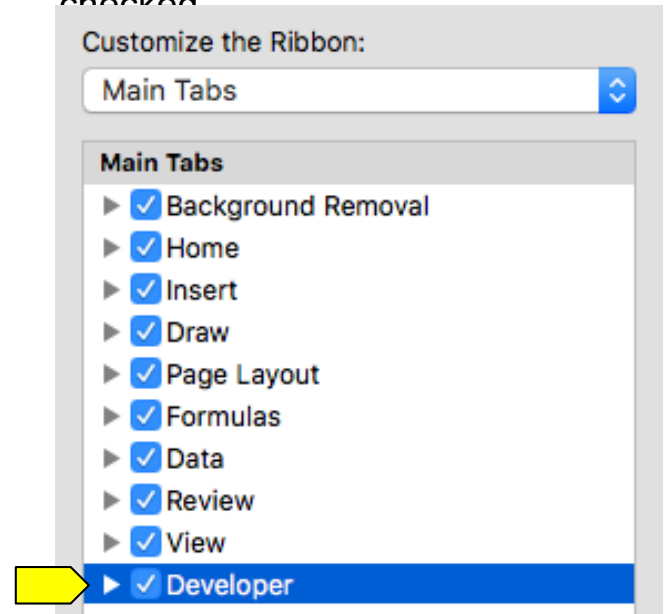 checked
Customize the Ribbon:
Main Tabs
Main Tabs
Background Removal
Home
Insert
Draw
Page Layout
Formulas
Data
Review
View
Developer